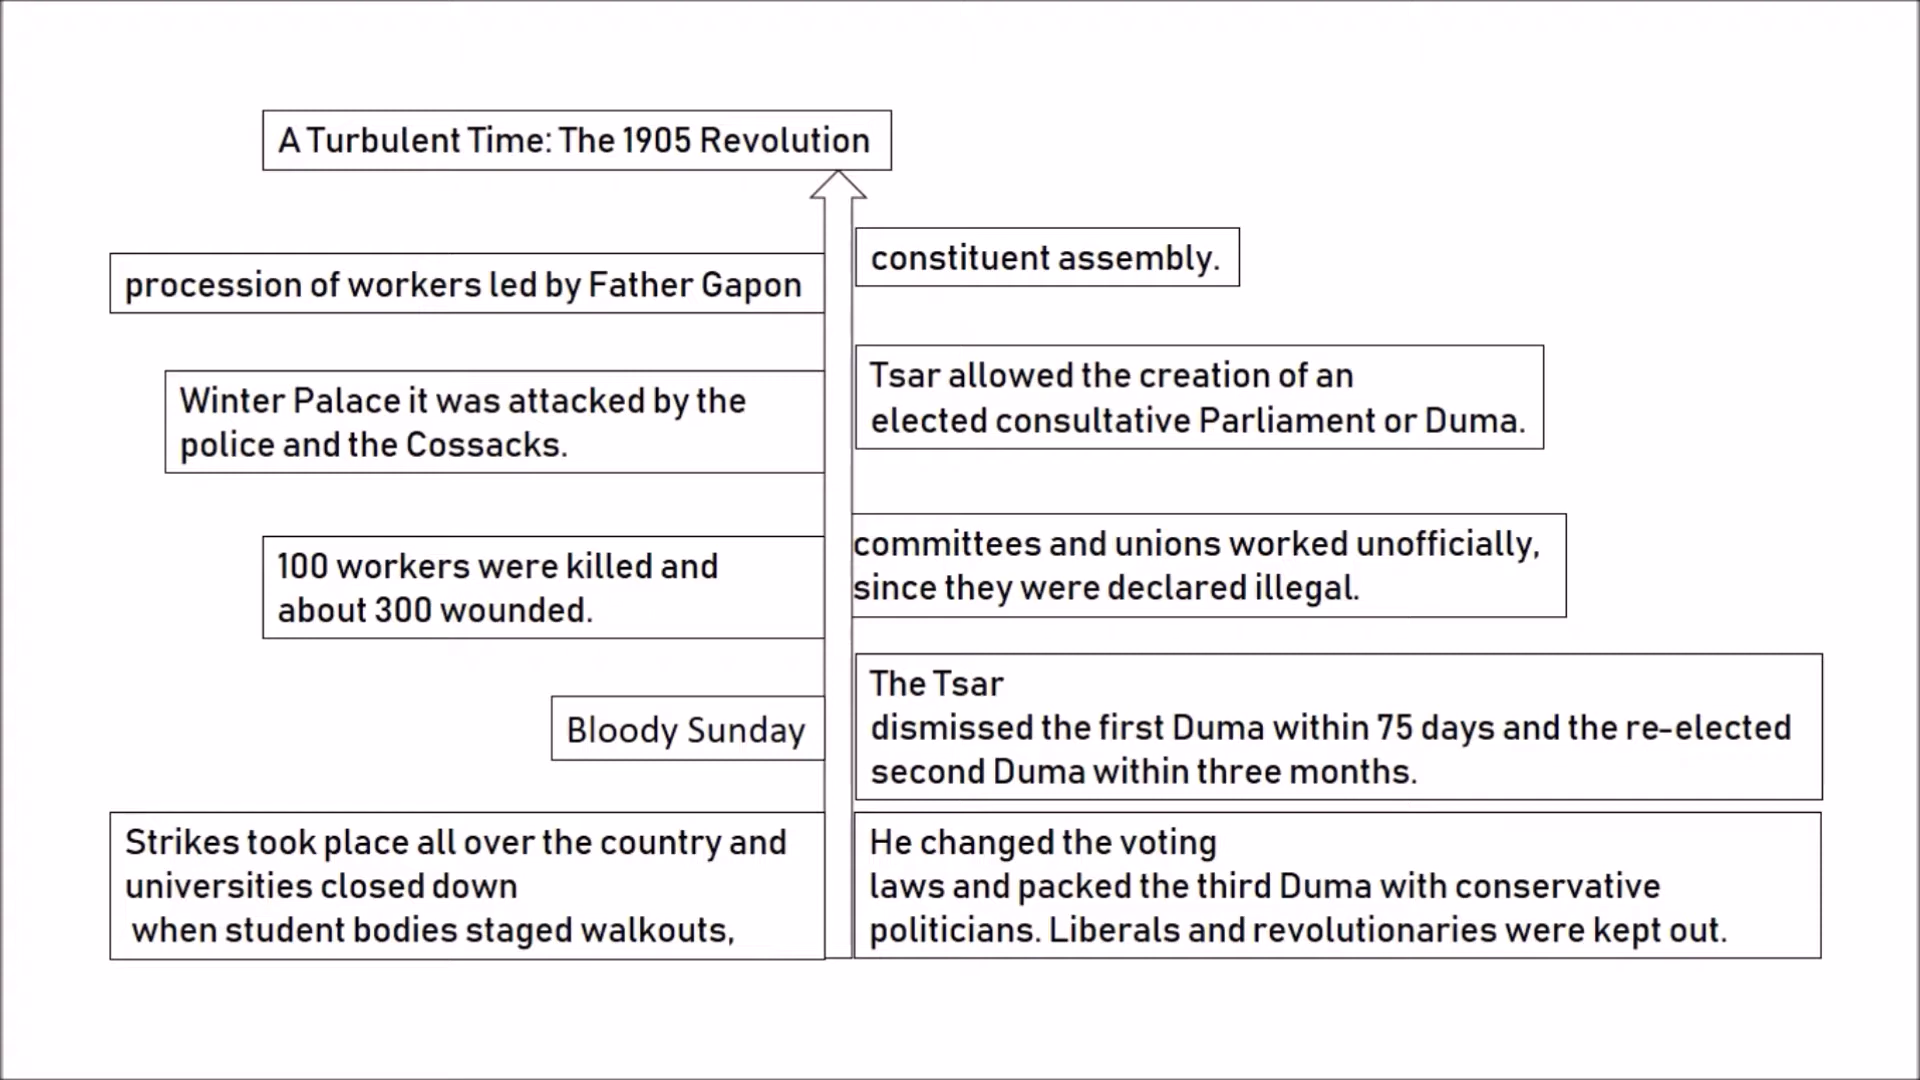 A Turbulent Time: The 1905 Revolution
procession of workers led by Father Gapon
Winter Palace it was attacked by the
police and the Cossacks.
100 workers were killed and
about 300 wounded.
Bloody Sunday
Strikes took place all over the country and
universities closed down
when student bodies staged walkouts,
constituent assembly.
Tsar allowed the creation of an
elected consultative Parliament or Duma.
committees and unions worked unofficially,
since they were declared illegal.
The Tsar
dismissed the first Duma within 75 days and the re-elected
second Duma within three months.
He changed the voting
laws and packed the third Duma with conservative
politicians. Liberals and revolutionaries were kept out.